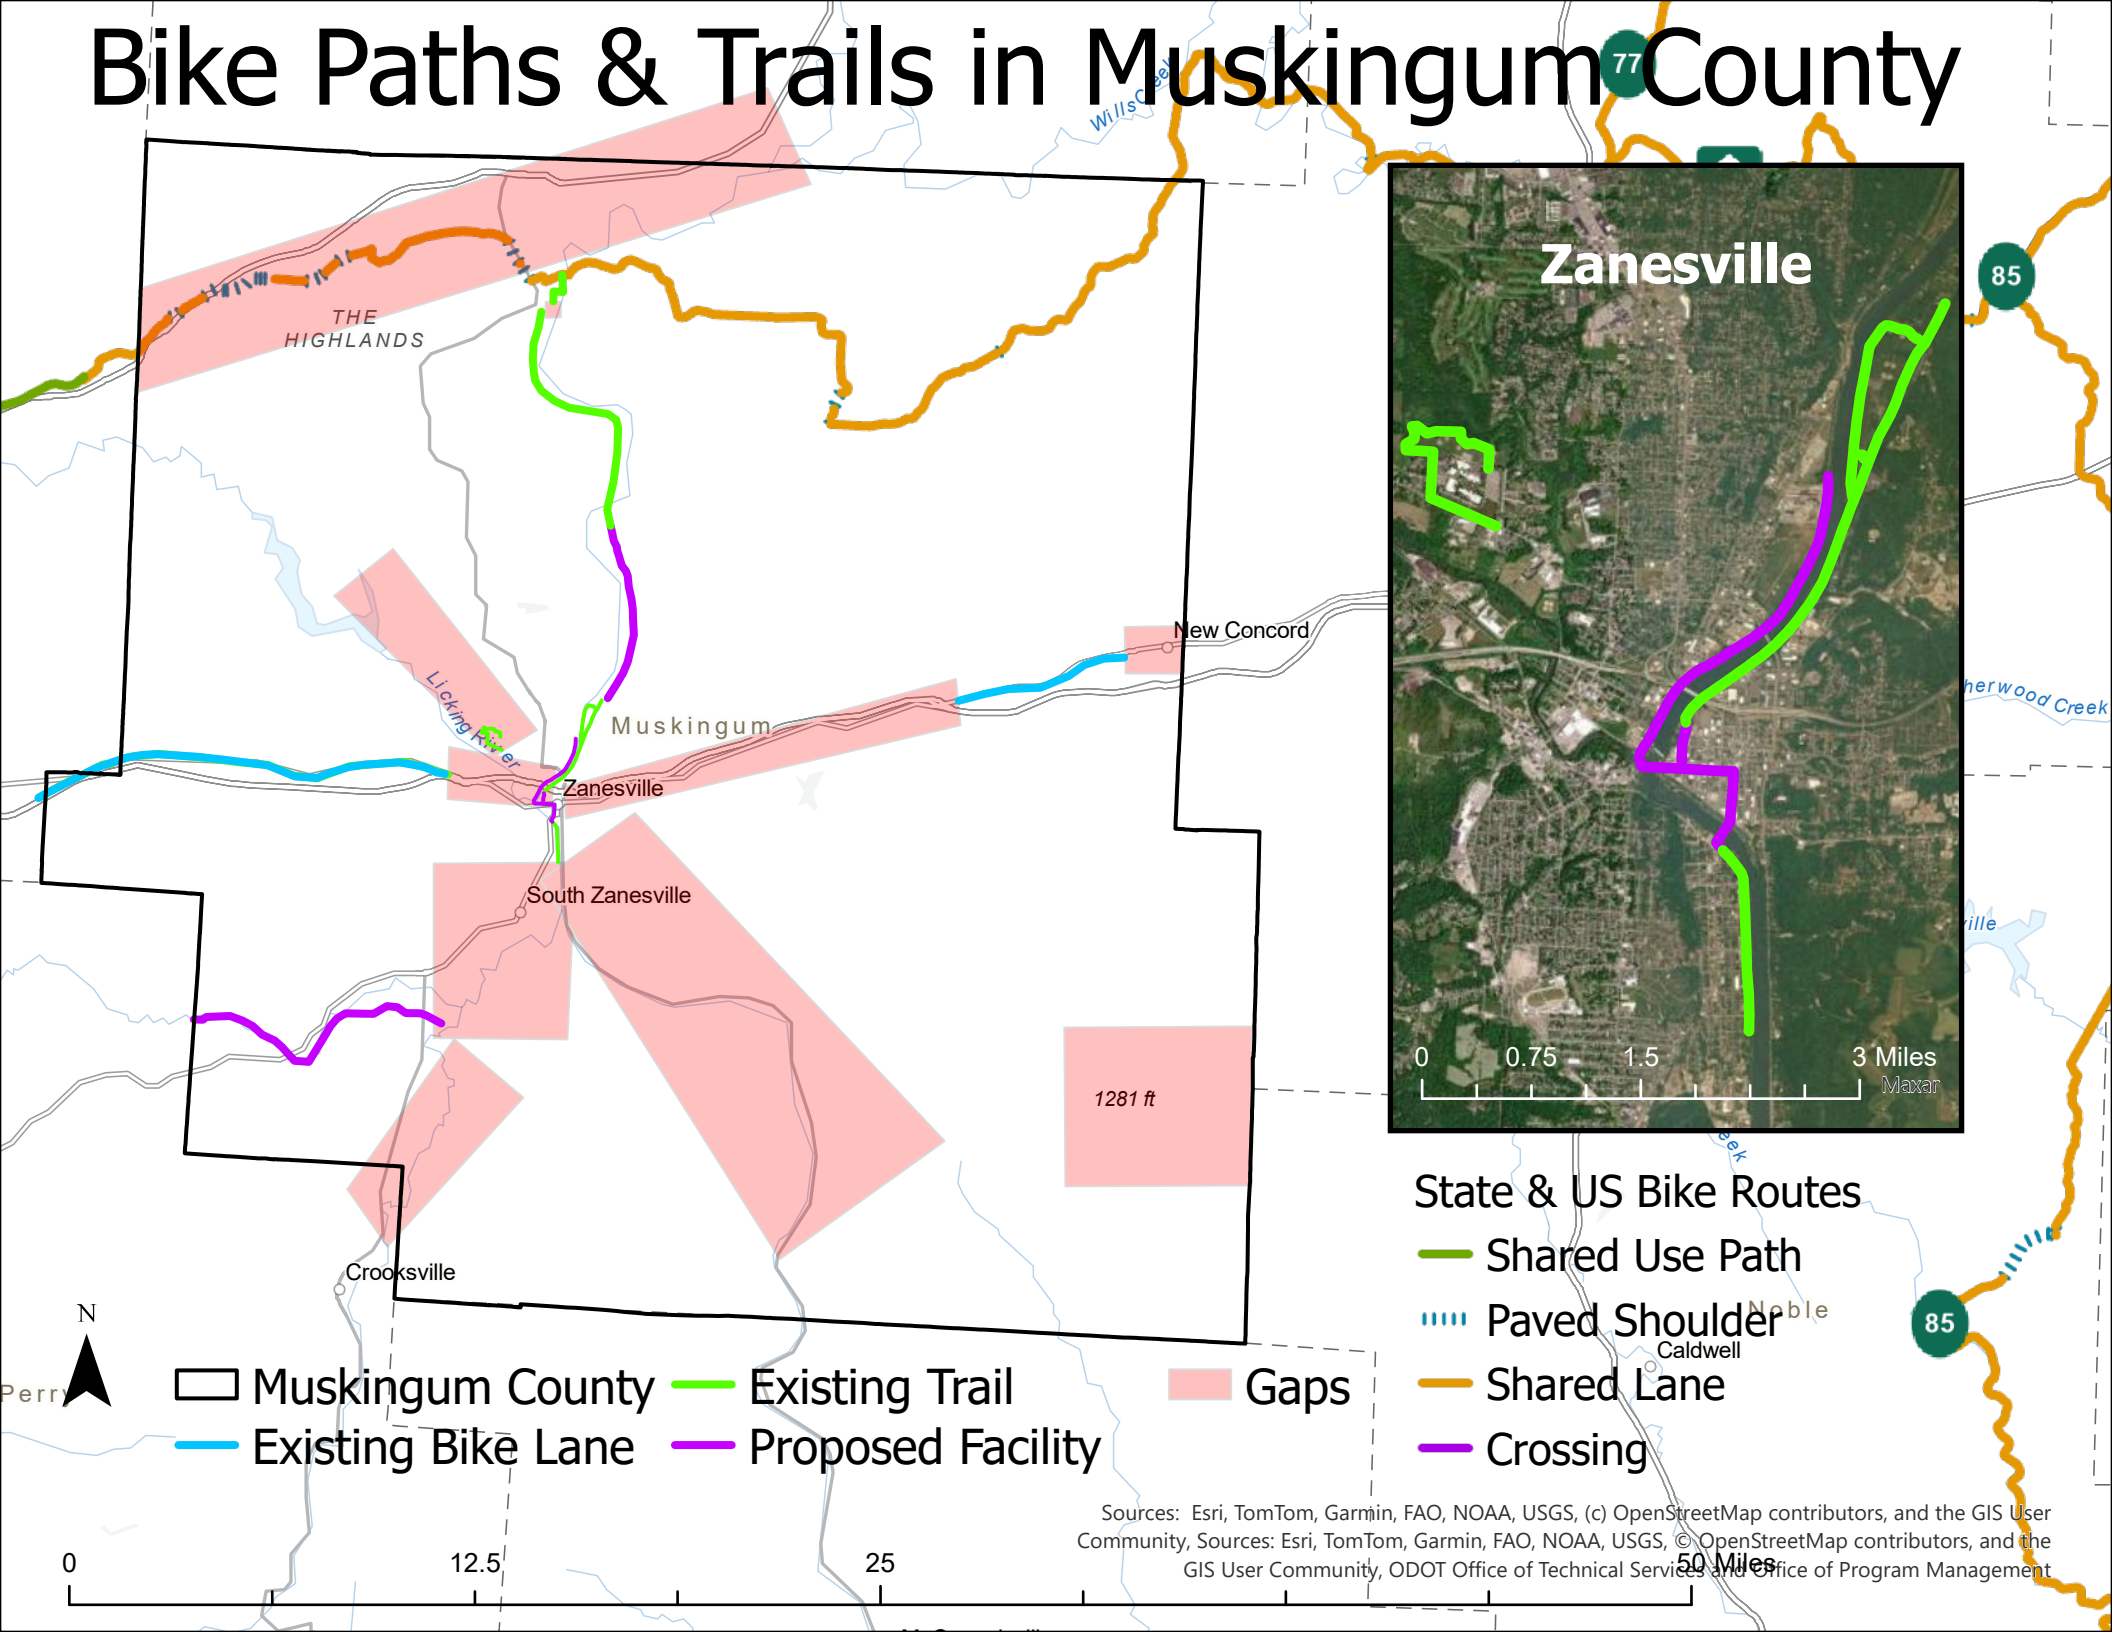 Bike Paths & Trails in Muskingum County
77
Wills Creek
Zanesville
85
THE
HIGHLANDS
New Concord
Licking River
Muskingum
Zanesville
South Zanesville
1281 ft
Crooksville
herwood Creek
ville
0 0.75 1.5 3 Miles
Maxar
eek
State & US Bike Routes
Shared Use Path
Paved Shoulder
Shared Lane
Crossing
Noble
Caldwell
85
N
Perry
Muskingum County
Existing Trail
Gaps
Existing Bike Lane
Proposed Facility
Sources: Esri, TomTom, Garmin, FAO, NOAA, USGS, (c) OpenStreetMap contributors, and the GIS User
Community, Sources: Esri, TomTom, Garmin, FAO, NOAA, USGS, © OpenStreetMap contributors, and the
GIS User Community, ODOT Office of Technical Services and Office of Program Management
0 12.5 25 50 Miles